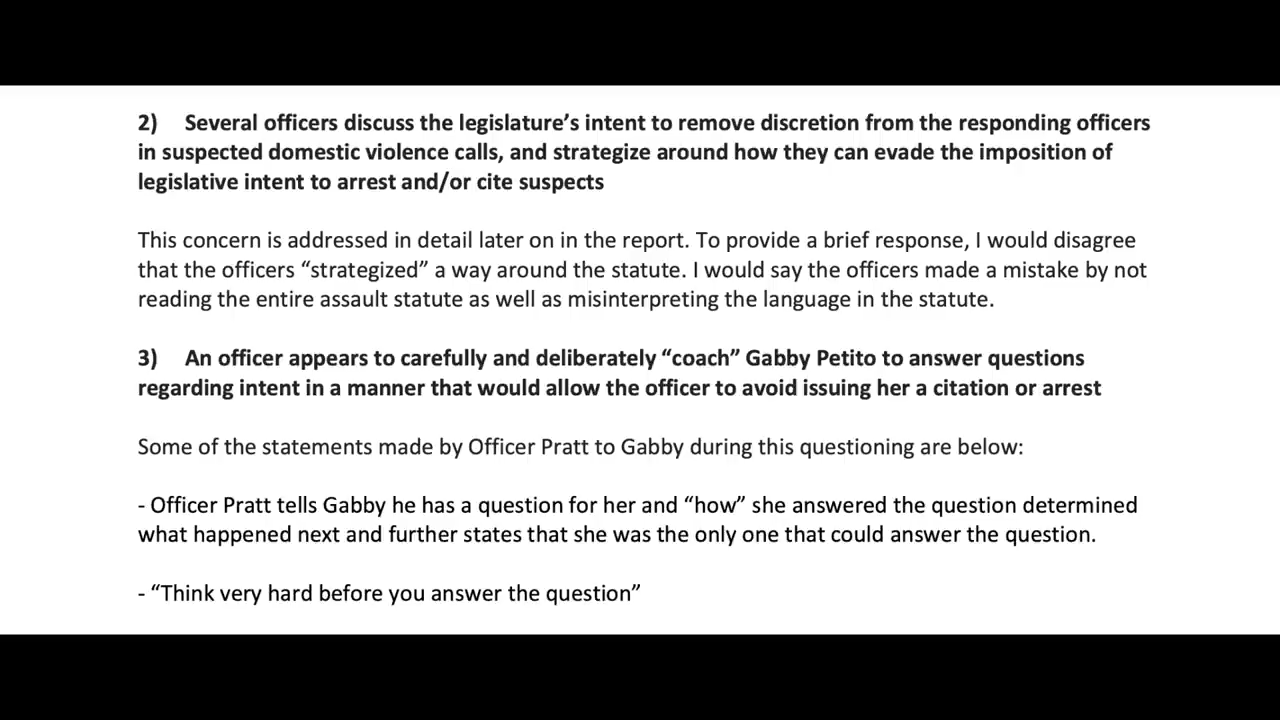 2) Several officers discuss the legislature’s intent to remove discretion from the responding officers
in suspected domestic violence calls, and strategize around how they can evade the imposition of
legislative intent to arrest and/or cite suspects
This concern is addressed in detail later on in the report. To provide a brief response, I would disagree
that the officers “strategized” a way around the statute. I would say the officers made a mistake by not
reading the entire assault statute as well as misinterpreting the language in the statute.
3) An officer appears to carefully and deliberately “coach” Gabby Petito to answer questions
regarding intent in a manner that would allow the officer to avoid issuing her a citation or arrest
Some of the statements made by Officer Pratt to Gabby during this questioning are below:
- Officer Pratt tells Gabby he has a question for her and “how” she answered the question determined
what happened next and further states that she was the only one that could answer the question.
- “Think very hard before you answer the question”